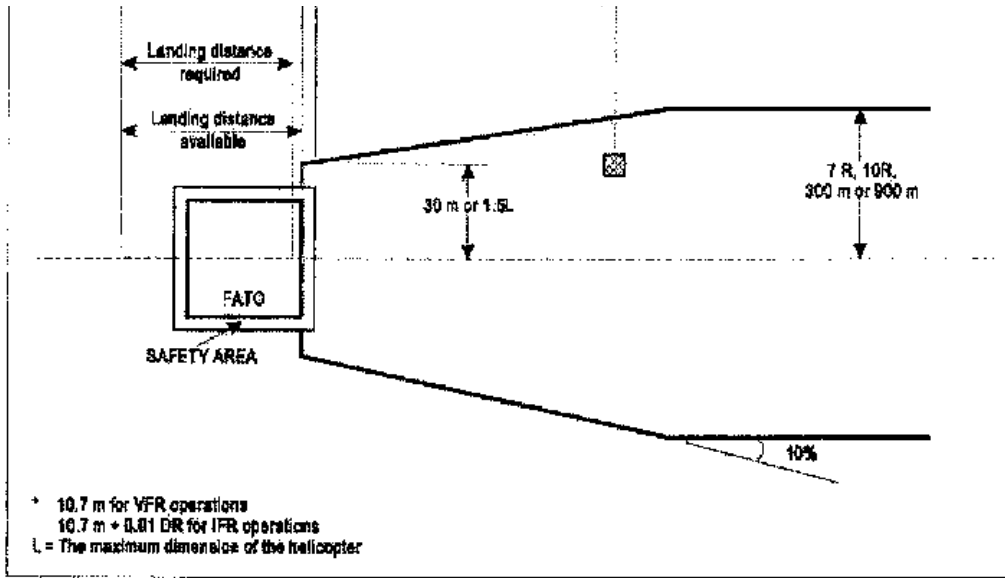 Landing distance
required
Landing distance
available
30 m or 1.5L
7 R, 10R,
300 m or 900 m
FATO
SAFETY AREA
10%
* 10.7 m for VFR operations
10.7 m + 0.01 DR for IFR operations
L = The maximum dimension of the helicopter